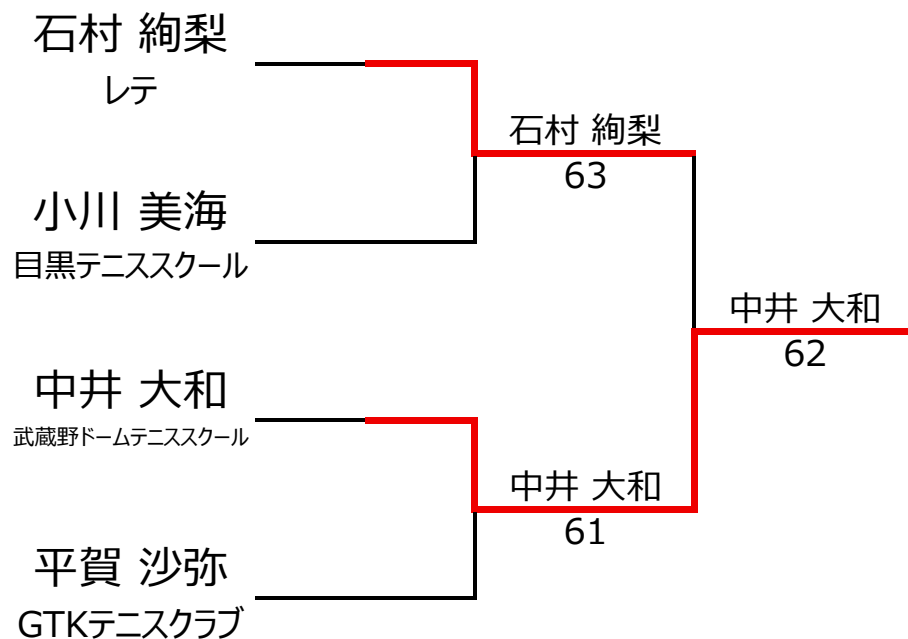 石村 絢梨
レテ
石村 絢梨
63
小川 美海
目黒テニススクール
中井 大和
62
中井 大和
武蔵野ドームテニススクール
中井 大和
61
平賀 沙弥
GTKテニスクラブ